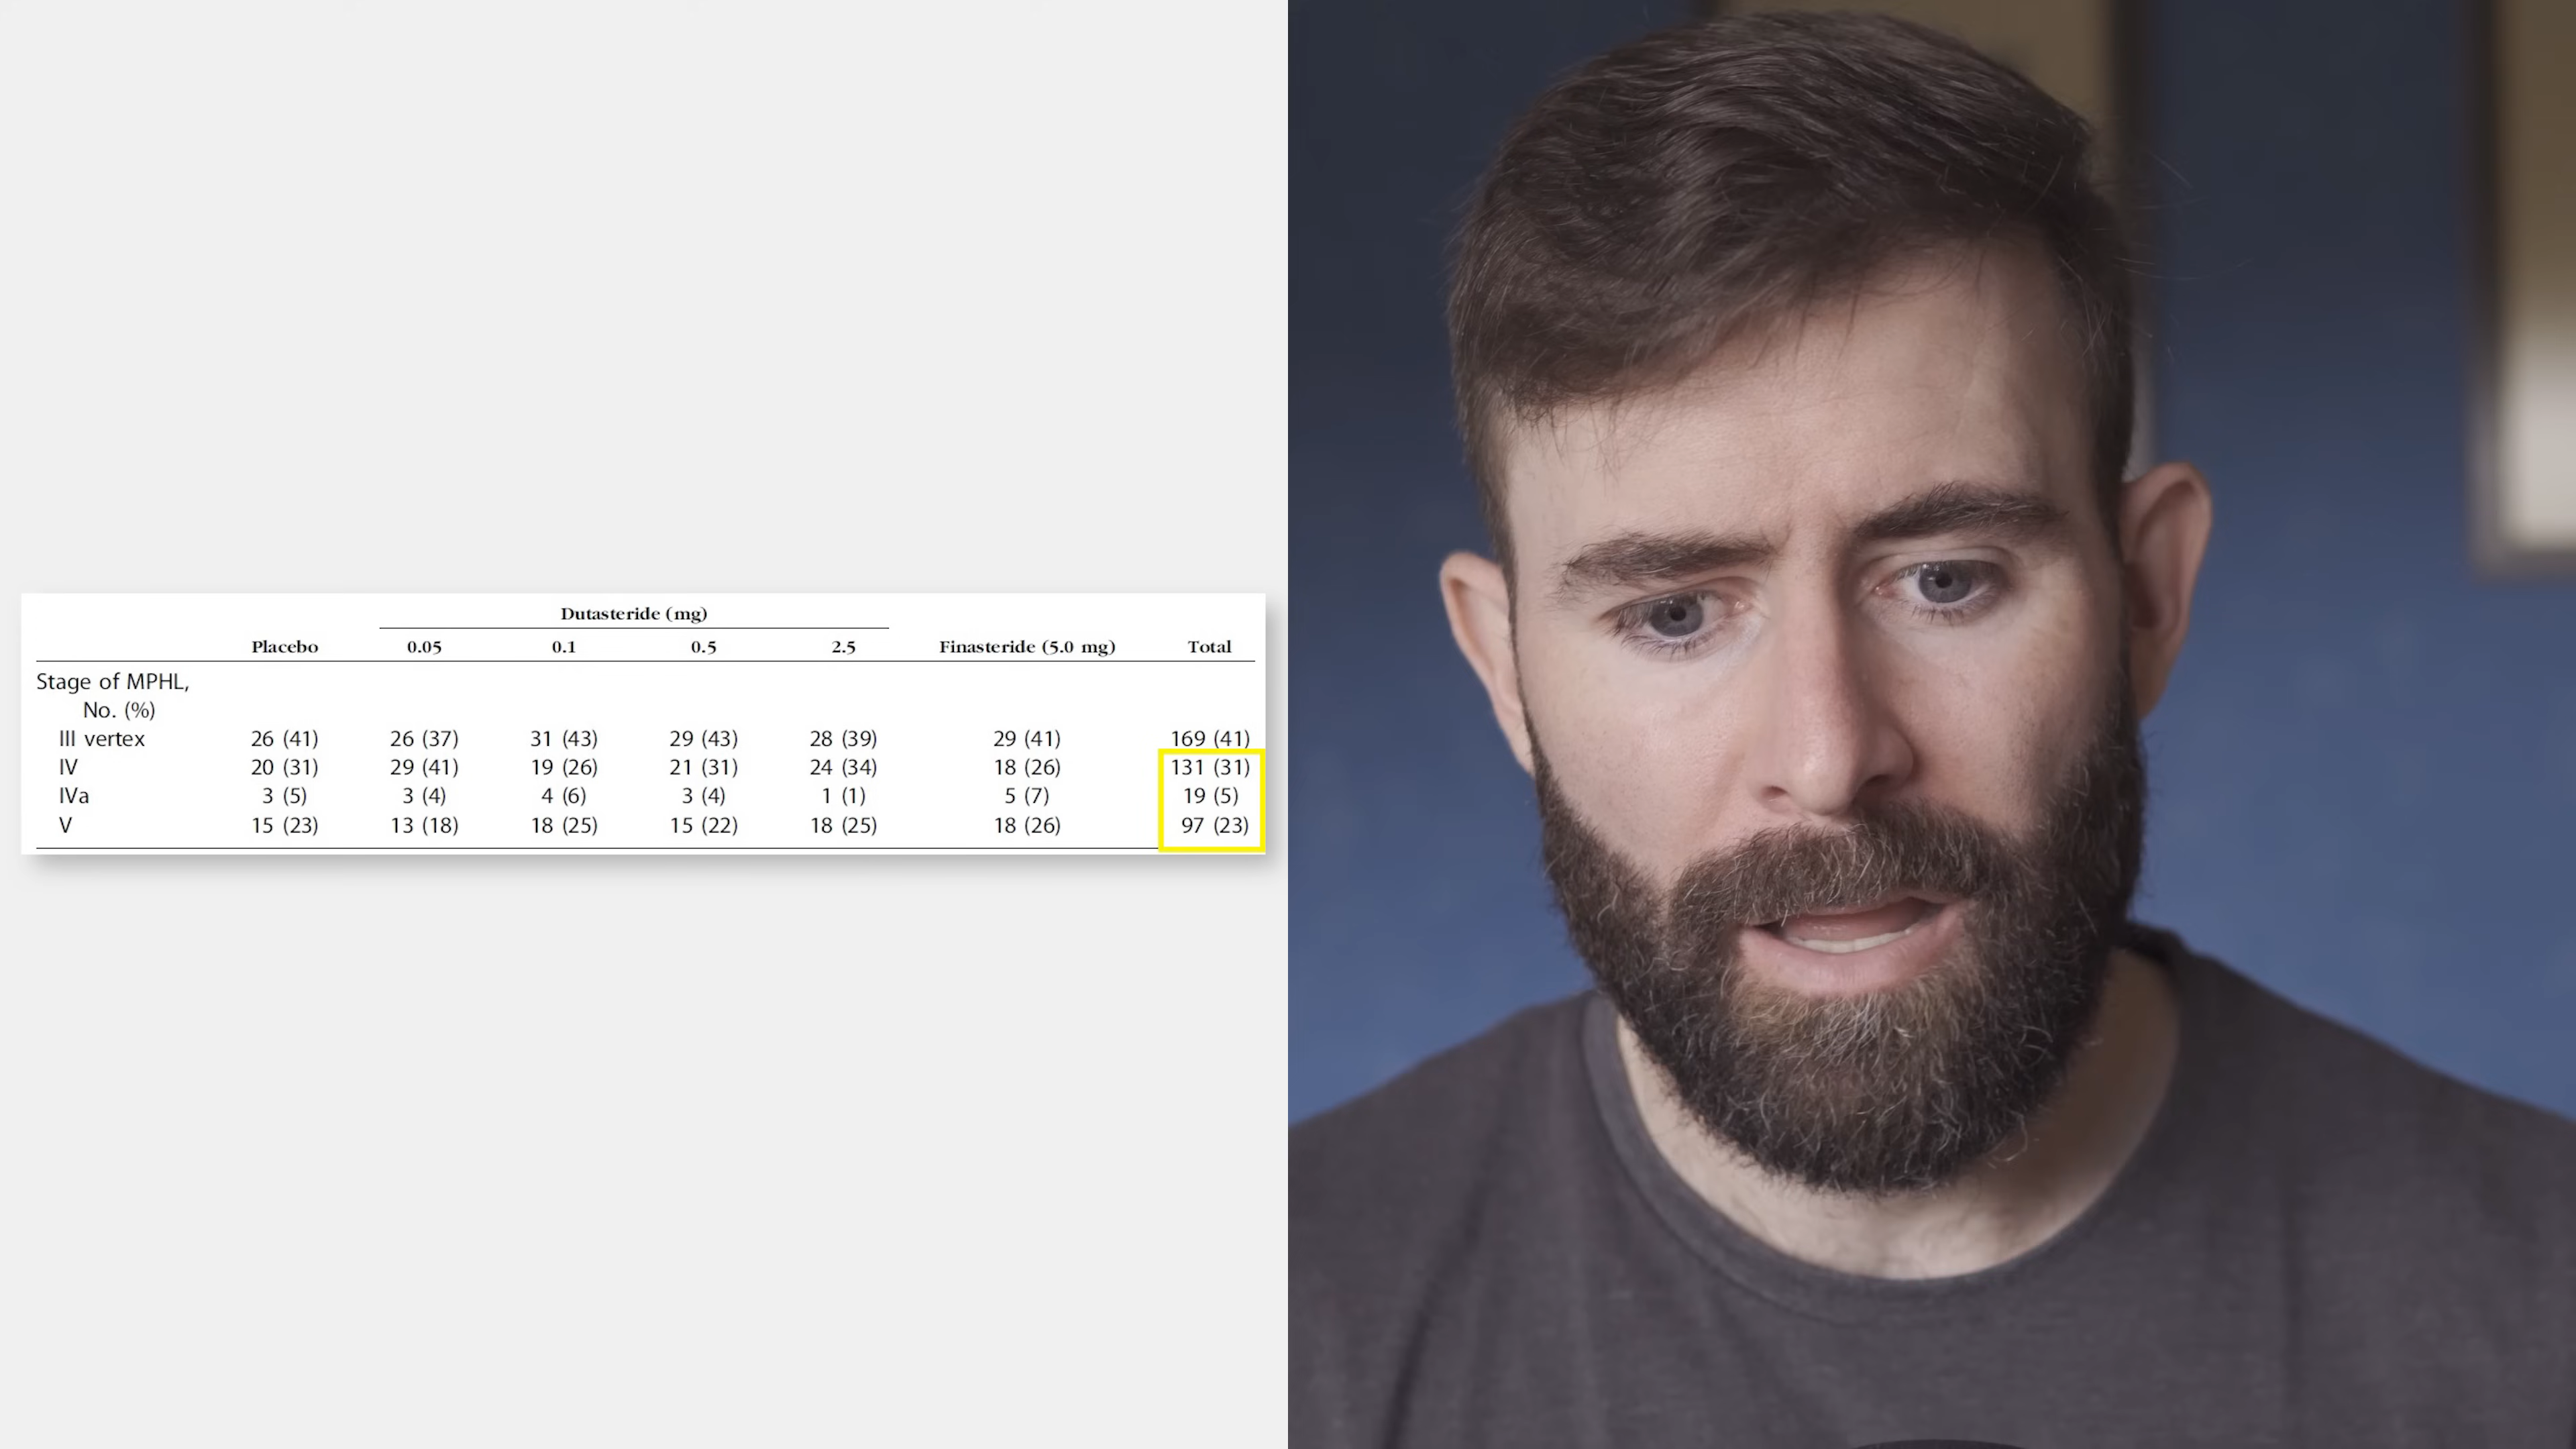 Dutasteride (mg)
Placebo 0.05 0.1 0.5 2.5 Finasteride (5.0 mg) Total
Stage of MPHL,
No. (%)
III vertex 26 (41) 26 (37) 31 (43) 29 (43) 28 (39) 29 (41) 169 (41)
IV 20 (31) 29 (41) 19 (26) 21 (31) 24 (34) 18 (26) 131 (31)
IVa 3 (5) 3 (4) 4 (6) 3 (4) 1 (1) 5 (7) 19 (5)
V 15 (23) 13 (18) 18 (25) 15 (22) 18 (25) 18 (26) 97 (23)